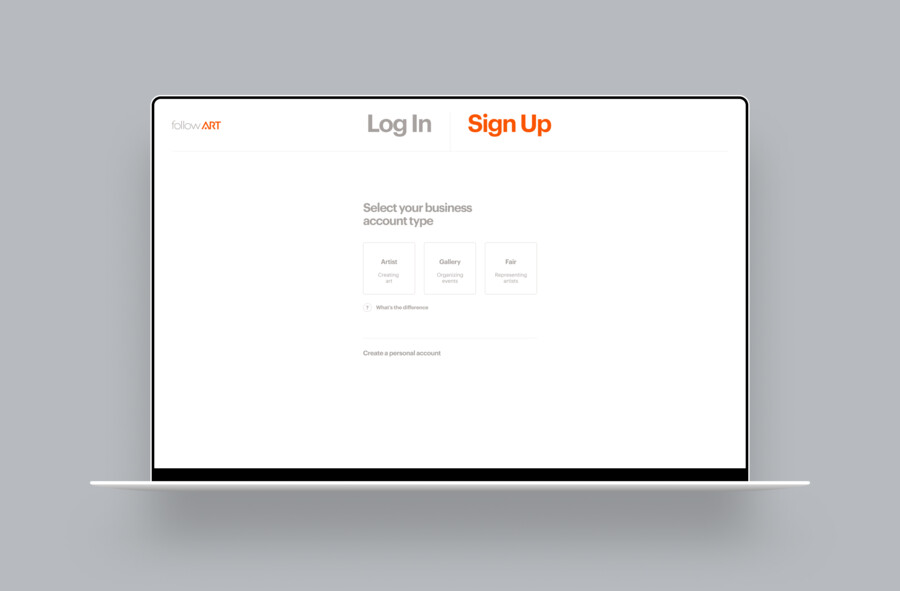 followART
Log In
Sign Up
Select your business
account type
Artist
Creating
art
Gallery
Organizing
events
Fair
Representing
artists
?
What's the difference
Create a personal account